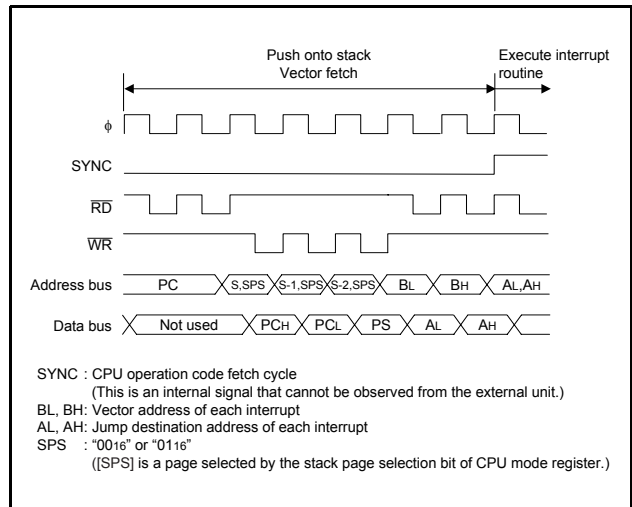 Push onto stack
Vector fetch
Execute interrupt
routine
ϕ
SYNC
RD
WR
Address bus
PC
S,SPS
S-1,SPS
S-2,SPS
BL
BH
AL,AH
Data bus
Not used
PCH
PCL
PS
AL
AH
SYNC : CPU operation code fetch cycle
(This is an internal signal that cannot be observed from the external unit.)
BL, BH: Vector address of each interrupt
AL, AH: Jump destination address of each interrupt
SPS : “0016” or “0116”
([SPS] is a page selected by the stack page selection bit of CPU mode register.)